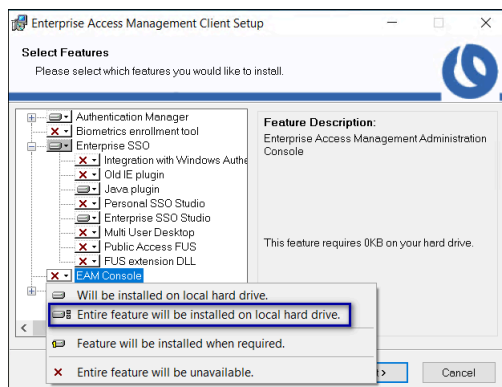 Enterprise Access Management Client Setup
Select Features
Please select which features you would like to install.
Authentication Manager
Biometrics enrollment tool
Enterprise SSO
Integration with Windows Authe
Old IE plugin
Java plugin
Personal SSO Studio
Enterprise SSO Studio
Multi User Desktop
Public Access FUS
FUS extension DLL
EAM Console
Feature Description:
Enterprise Access Management Administration
Console
This feature requires 0KB on your hard drive.
Will be installed on local hard drive.
Entire feature will be installed on local hard drive.
Feature will be installed when required.
Entire feature will be unavailable.
>
Cancel